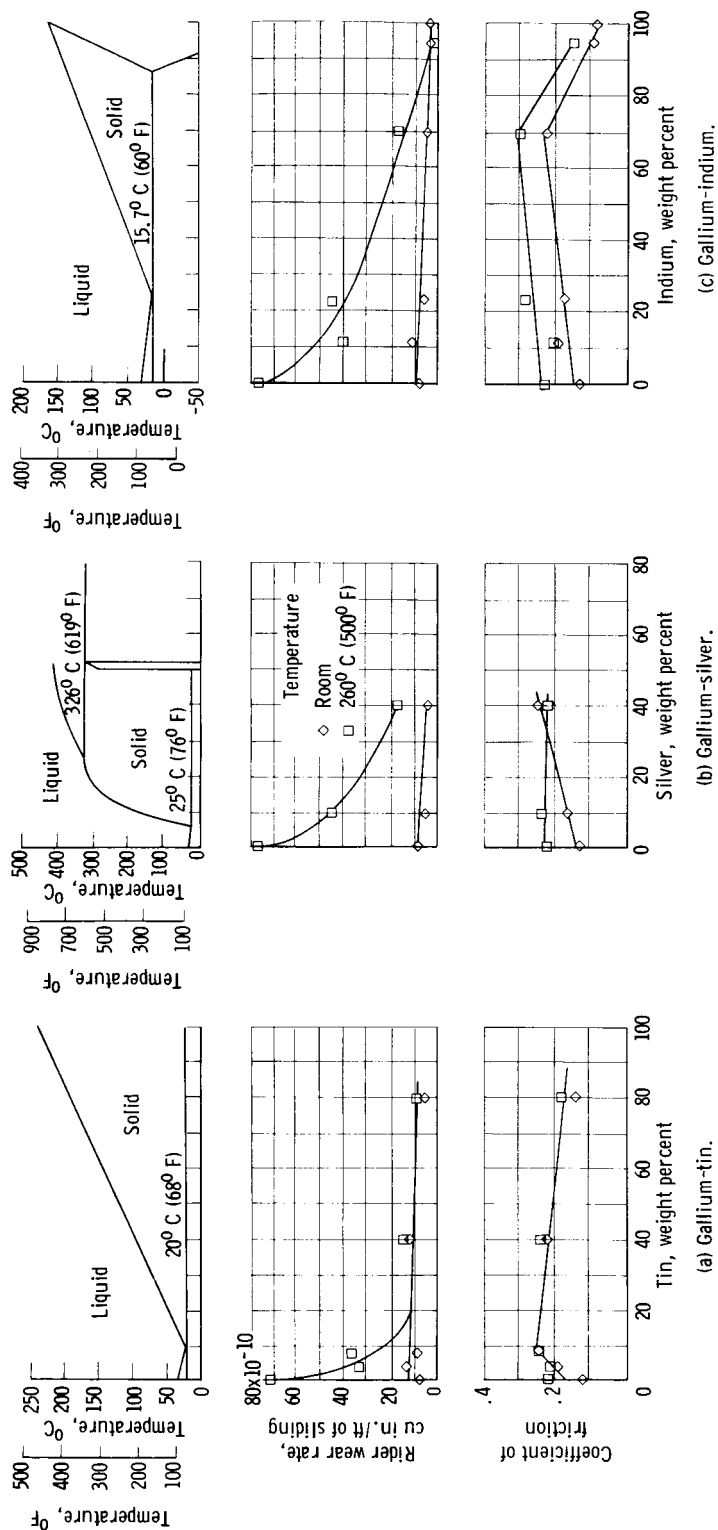 Temperature, °F
500
400
300
200
100
Temperature, °C
250
200
150
100
50
0
Liquid
Solid
20° C (68° F)
Rider wear rate,
cu in./ft of sliding
80x10-10
60
40
20
0
Coefficient of
friction
.4
.2
0
0
20
40
60
80
100
Tin, weight percent
(a) Gallium-tin.
Temperature, °F
900
700
500
300
100
Temperature, °C
500
400
300
200
100
0
Liquid
326° C (619° F)
Solid
25° C (76° F)
Temperature
Room
260° C (500° F)
0
20
40
60
80
Silver, weight percent
(b) Gallium-silver.
Temperature, °F
400
300
200
100
0
Temperature, °C
200
150
100
50
0
-50
Liquid
Solid
15.7° C (60° F)
0
20
40
60
80
100
Indium, weight percent
(c) Gallium-indium.